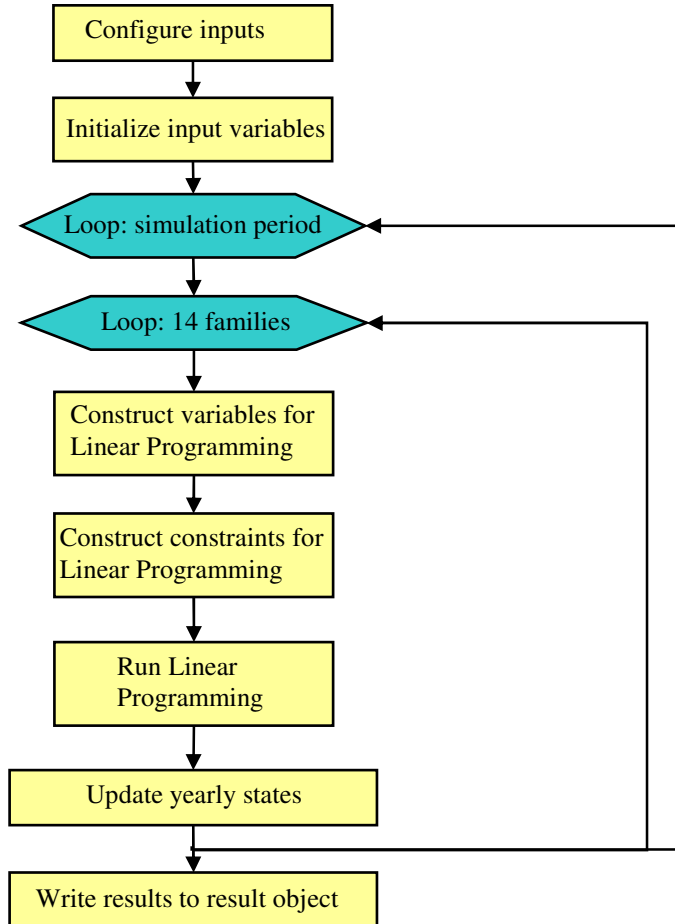 Configure inputs
Initialize input variables
Loop: simulation period
Loop: 14 families
Construct variables for
Linear Programming
Construct constraints for
Linear Programming
Run Linear
Programming
Update yearly states
Write results to result object